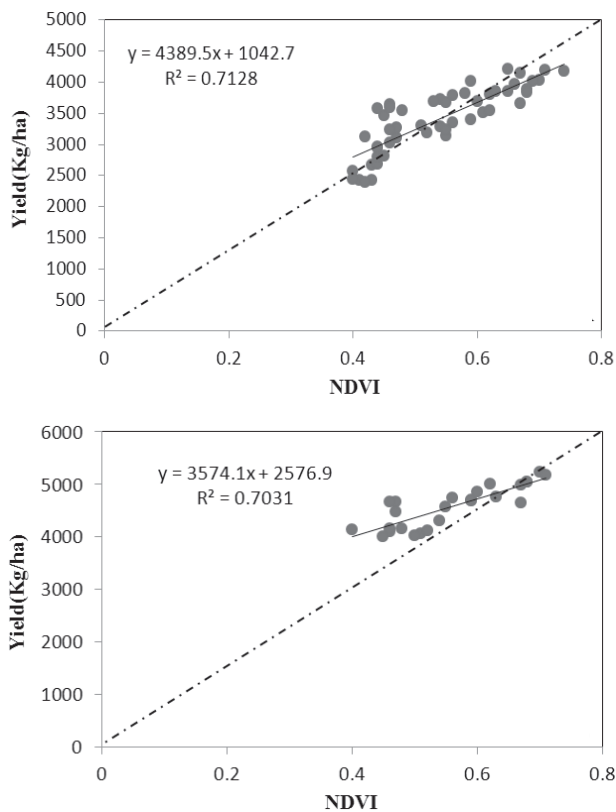 5000
4500
4000
3500
3000
2500
2000
1500
1000
500
0
Yield(Kg/ha)
y = 4389.5x + 1042.7
R² = 0.7128
0 0.2 0.4 0.6 0.8
NDVI
6000
5000
4000
3000
2000
1000
0
Yield(Kg/ha)
y = 3574.1x + 2576.9
R² = 0.7031
0 0.2 0.4 0.6 0.8
NDVI